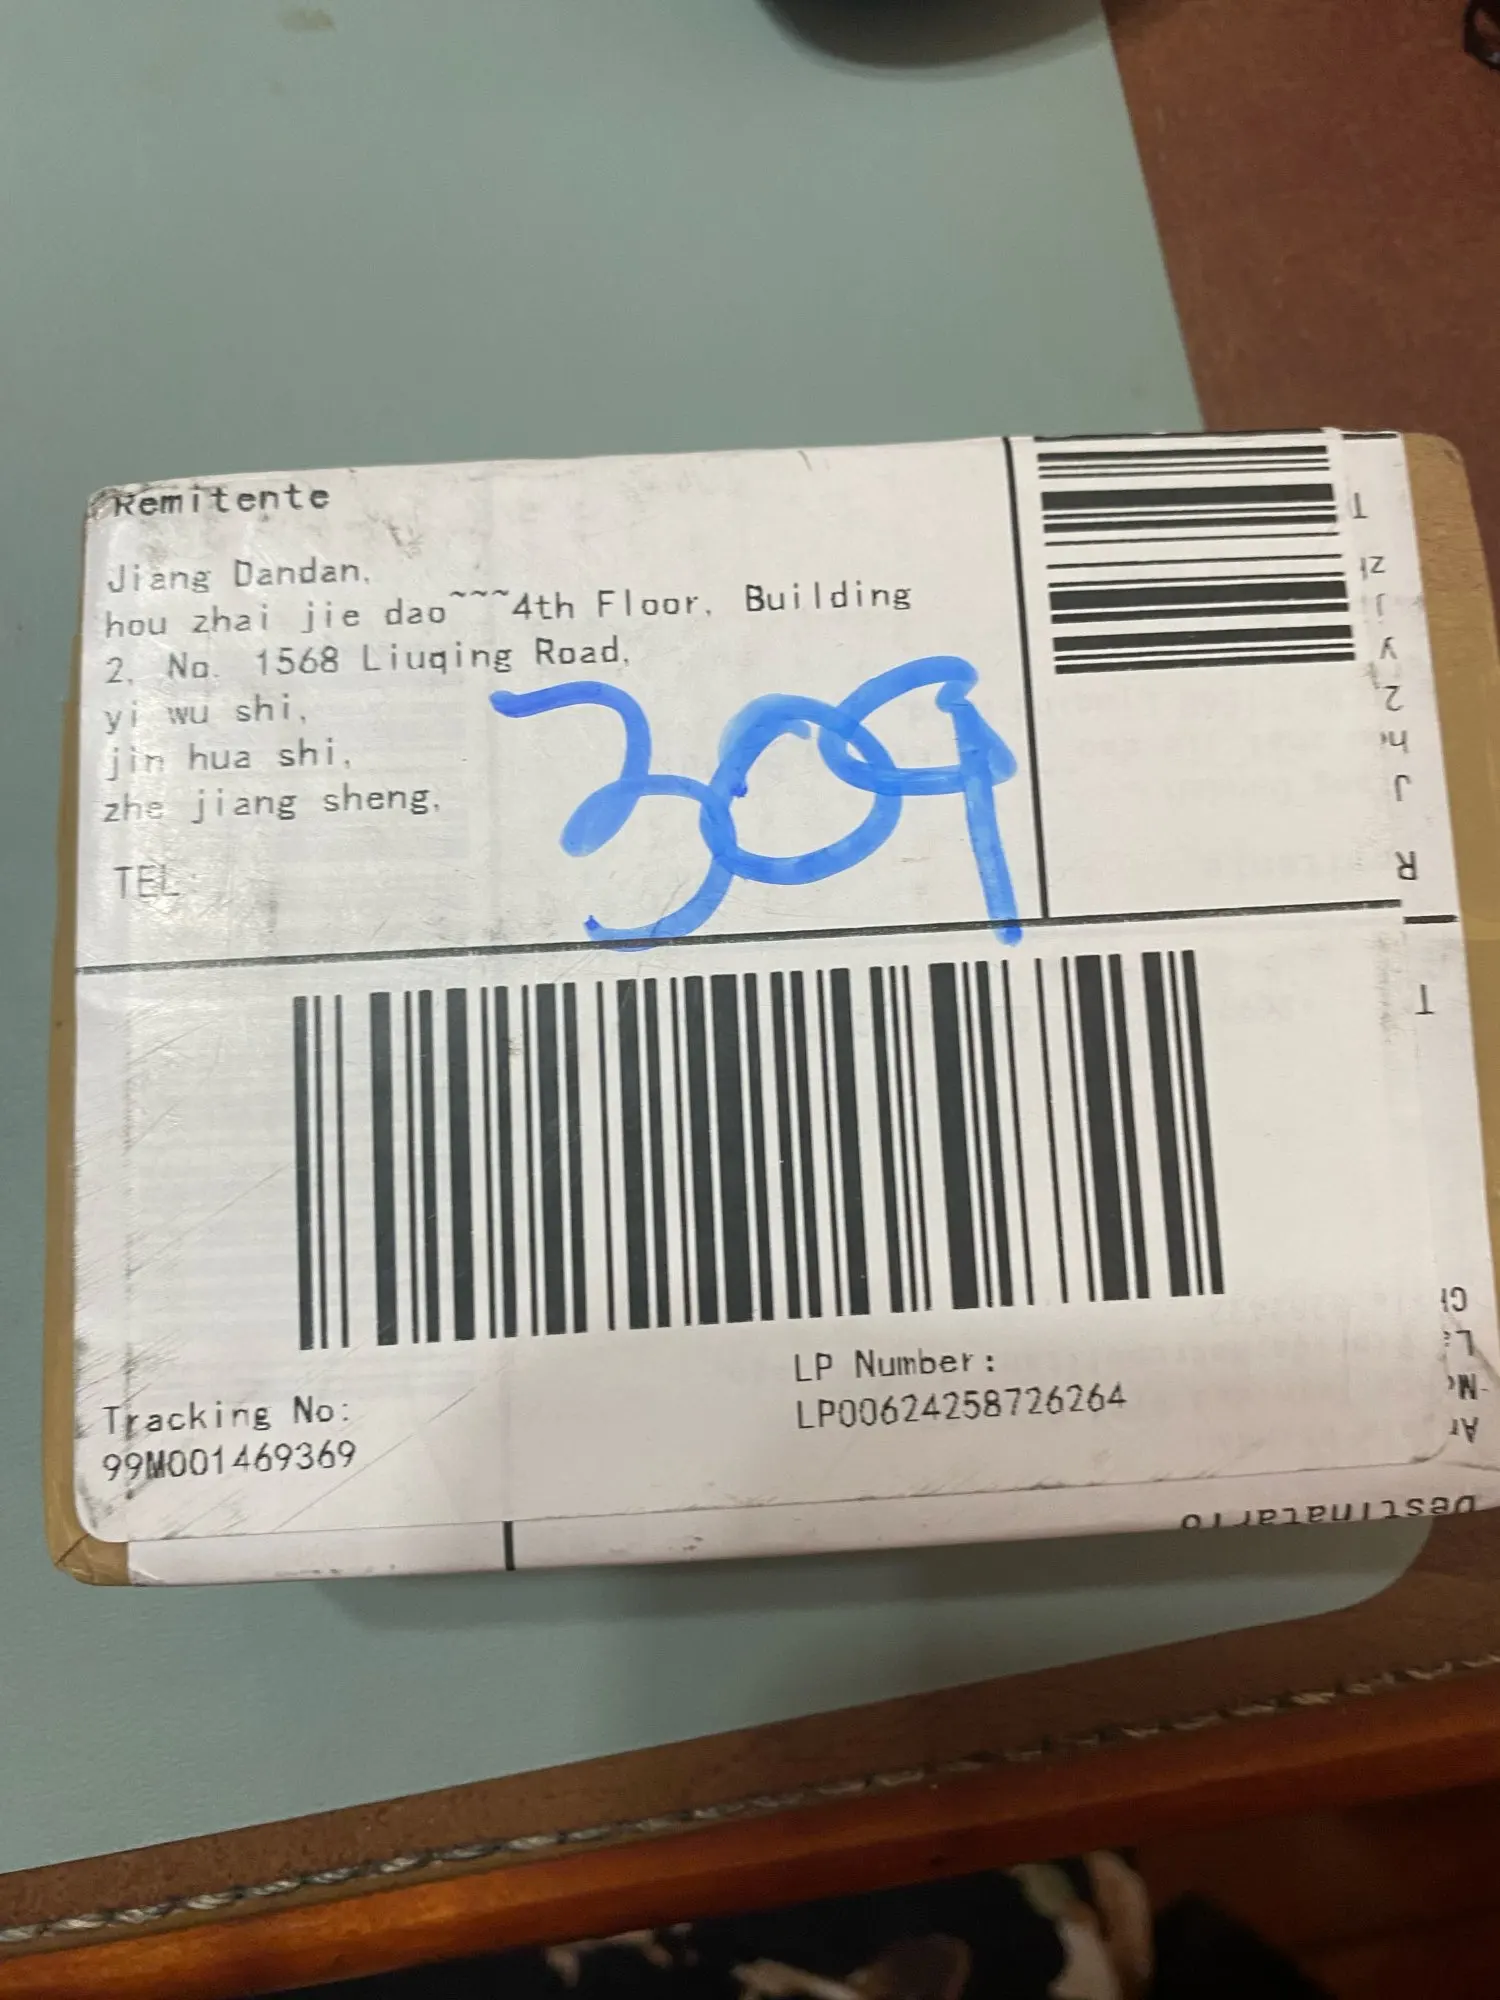 Remitente
Jiang Dandan,
hou zhai jie dao~~~4th Floor, Building
2, No. 1568 Liuqing Road,
yi wu shi,
jin hua shi,
zhe jiang sheng,
TEL:
309
Tracking No:
99M001469369
LP Number:
LP00624258726264
Destinatario